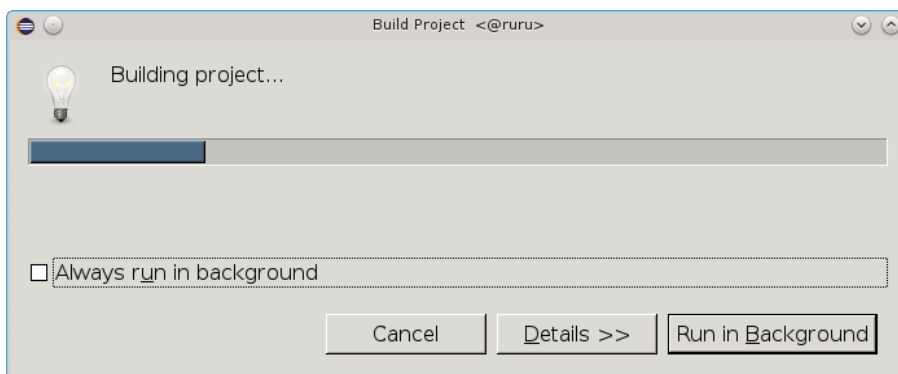 Build Project <@ruru>
Building project...
Always run in background
Cancel
Details >>
Run in Background